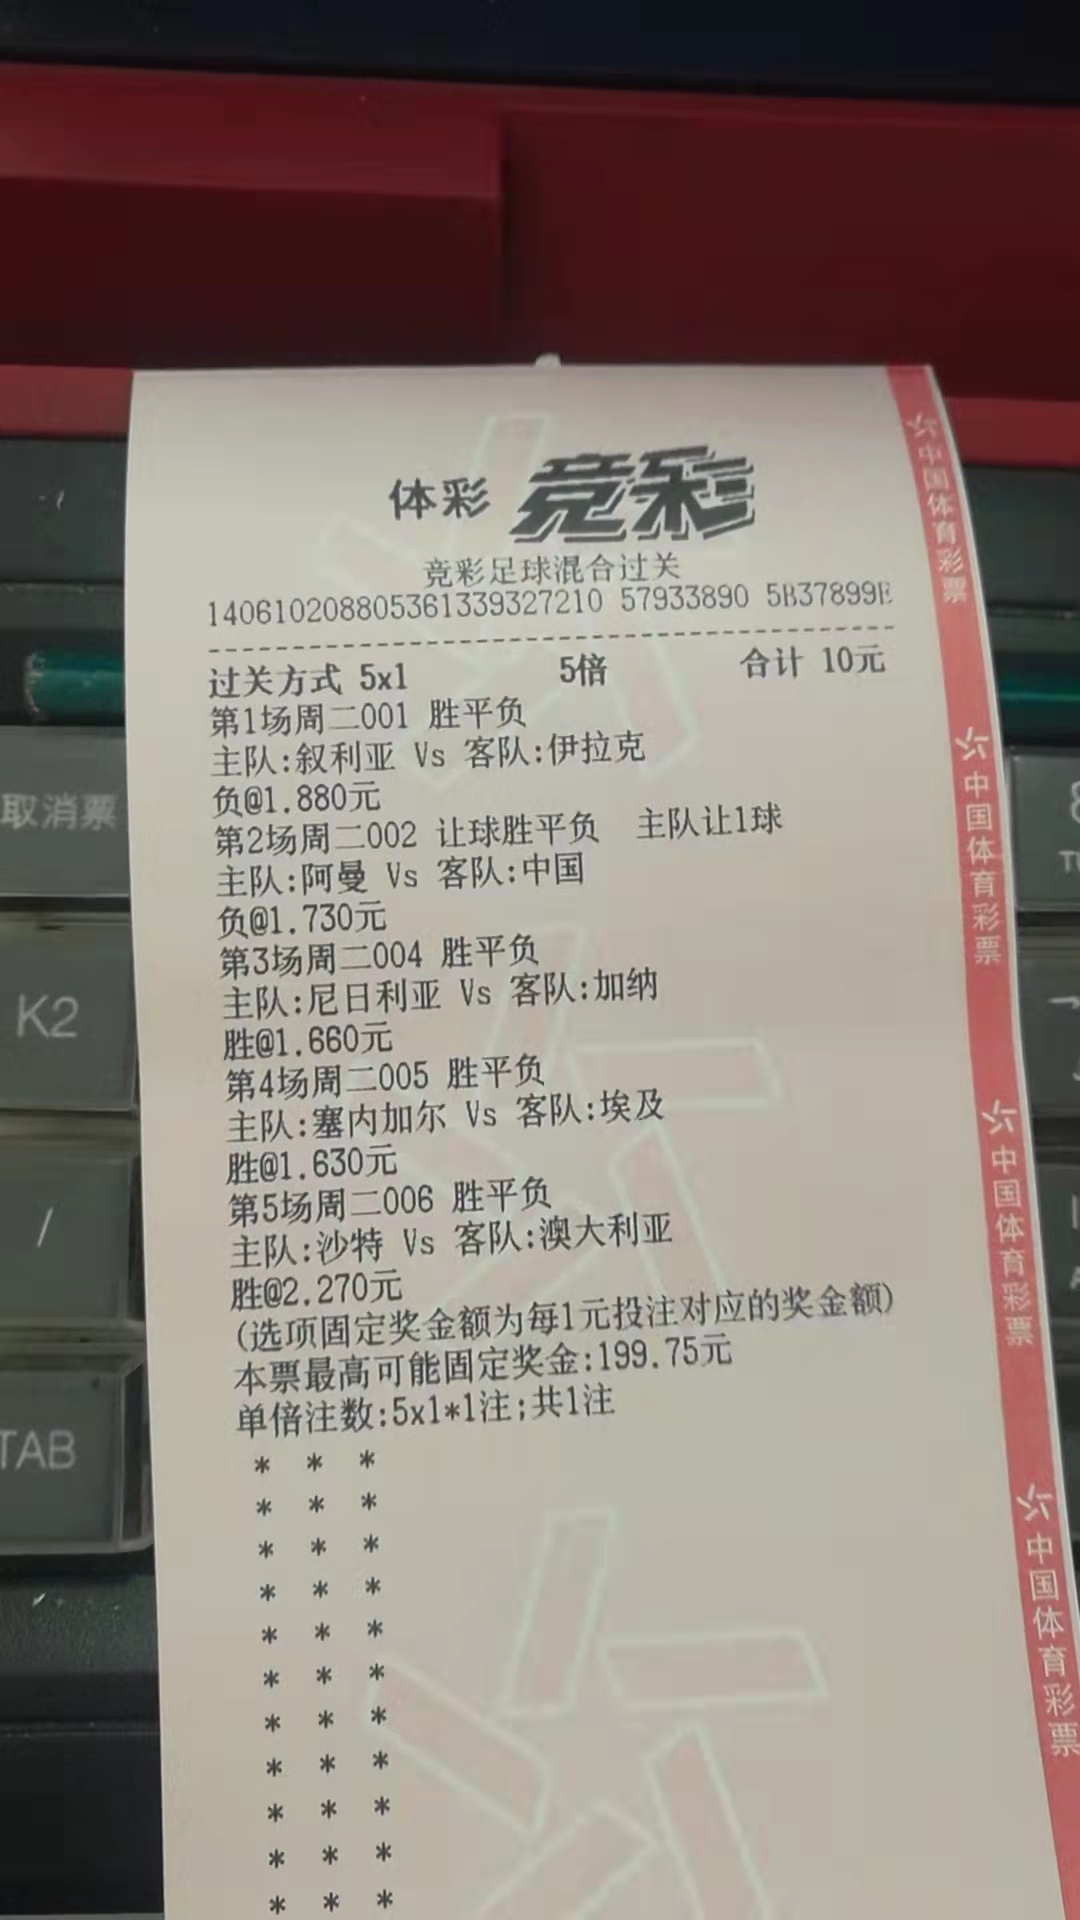 体彩 竞彩
竞彩足球混合过关
140610208805361339327210 57933890 5B37899E
过关方式 5x1 5倍 合计 10元
第1场周二001 胜平负
主队:叙利亚 Vs 客队:伊拉克
负@1.880元
第2场周二002 让球胜平负 主队让1球
主队:阿曼 Vs 客队:中国
负@1.730元
第3场周二004 胜平负
主队:尼日利亚 Vs 客队:加纳
胜@1.660元
第4场周二005 胜平负
主队:塞内加尔 Vs 客队:埃及
胜@1.630元
第5场周二006 胜平负
主队:沙特 Vs 客队:澳大利亚
胜@2.270元
(选项固定奖金额为每1元投注对应的奖金额)
本票最高可能固定奖金:199.75元
单倍注数:5x1*1注;共1注
* * *
* * *
* * *
* * *
* * *
* * *
* * *
* * *
* * *
* * *
* * *
中国体育彩票
中国体育彩票
中国体育彩票
中国体育彩票
取消票
K2
/
TAB